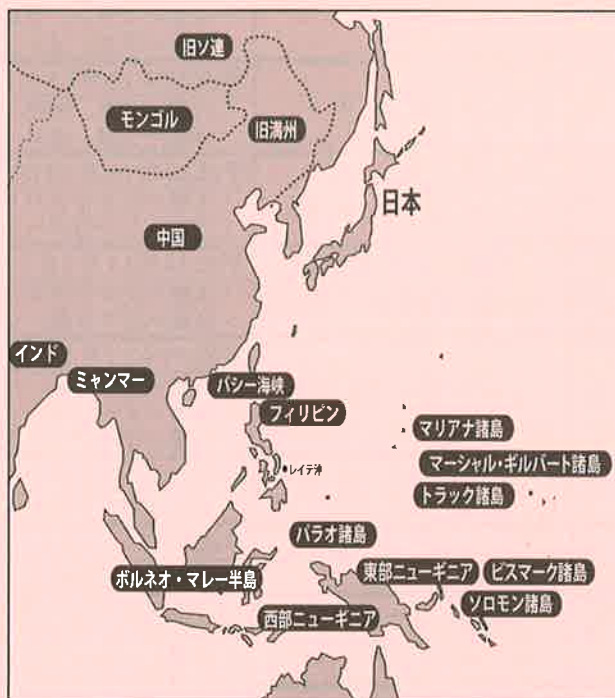 旧ソ連
モンゴル
旧満州
日本
中国
インド
ミャンマー
バシー海峡
フィリピン
マリアナ諸島
レイテ沖
マーシャル・ギルバート諸島
トラック諸島
パラオ諸島
ボルネオ・マレー半島
東部ニューギニア
ビスマーク諸島
西部ニューギニア
ソロモン諸島